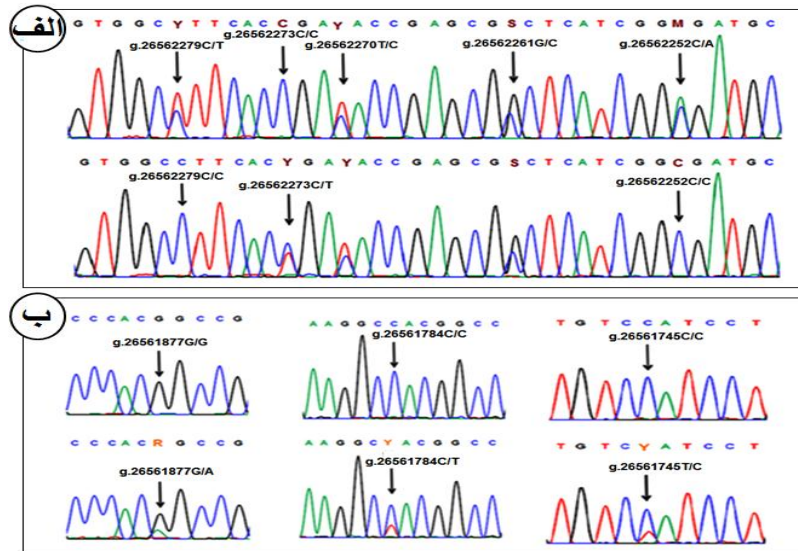 الف
G T G G C Y T T C A C C G A Y A C C G A G C G S C T C A T C G G M G A T G C
g.26562279C/T
g.26562273C/C
g.26562270T/C
g.26562261G/C
g.26562252C/A
G T G G C C T T C A C Y G A Y A C C G A G C G S C T C A T C G G C G A T G C
g.26562279C/C
g.26562273C/T
g.26562252C/C
ب
C C C A C G G C C G
g.26561877G/G
A A G G C C A C G G C C
g.26561784C/C
T G T C C A T C C T
g.26561745C/C
C C C A C R G C C G
g.26561877G/A
A A G G C Y A C G G C C
g.26561784C/T
T G T C Y A T C C T
g.26561745T/C